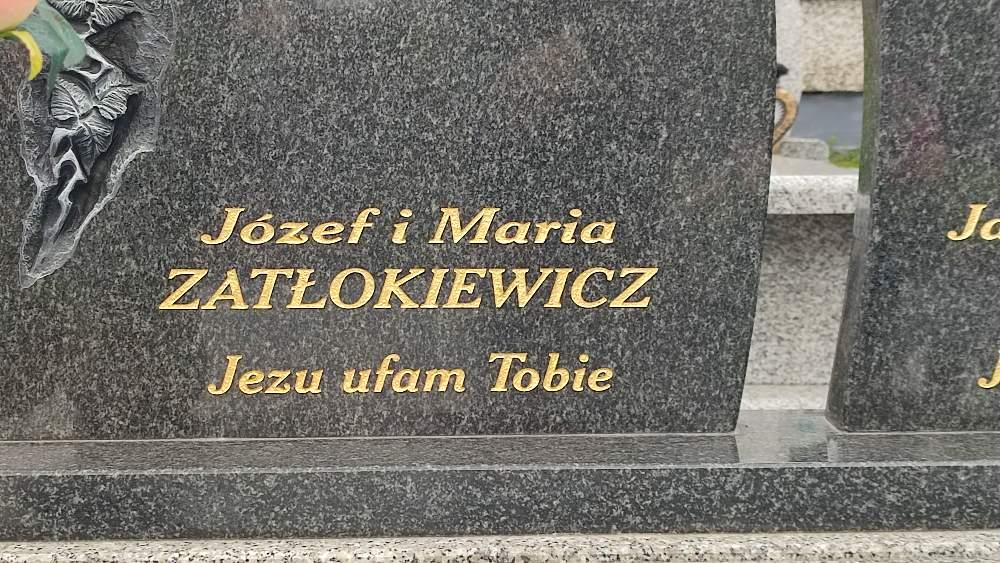 Józef i Maria
ZATŁOKIEWICZ
Jezu ufam Tobie